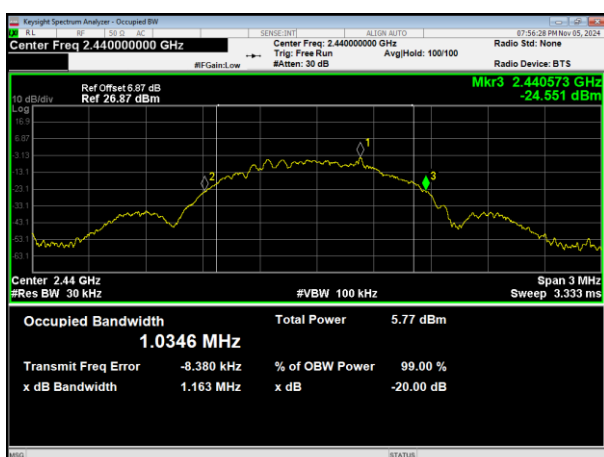 Keysight Spectrum Analyzer - Occupied BW
RL RF 50 Ω AC SENSE:INT ALIGN AUTO 07:56:28 PM Nov 05, 2024
Center Freq 2.440000000 GHz Center Freq: 2.440000000 GHz Radio Std: None
Trig: Free Run Avg|Hold: 100/100
#IFGain:Low #Atten: 30 dB Radio Device: BTS
Ref Offset 6.87 dB Mkr3 2.440573 GHz
10 dB/div Ref 26.87 dBm -24.551 dBm
Log
16.9
6.87
-3.13
-13.1
-23.1
-33.1
-43.1
-53.1
-63.1
1
2
3
Center 2.44 GHz Span 3 MHz
#Res BW 30 kHz #VBW 100 kHz Sweep 3.333 ms
Occupied Bandwidth Total Power 5.77 dBm
1.0346 MHz
Transmit Freq Error -8.380 kHz % of OBW Power 99.00 %
x dB Bandwidth 1.163 MHz x dB -20.00 dB
MSG STATUS